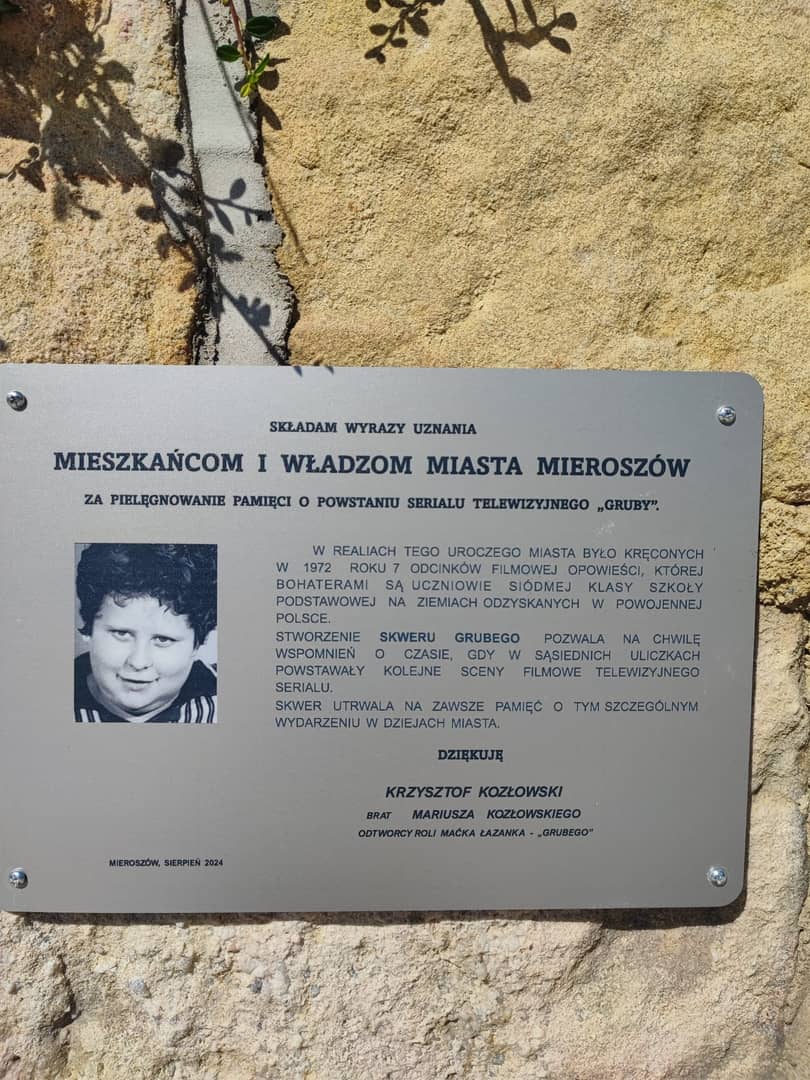 SKŁADAM WYRAZY UZNANIA
MIESZKAŃCOM I WŁADZOM MIASTA MIEROSZÓW
ZA PIELĘGNOWANIE PAMIĘCI O POWSTANIU SERIALU TELEWIZYJNEGO „GRUBY”.
W REALIACH TEGO UROCZEGO MIASTA BYŁO KRĘCONYCH
W 1972 ROKU 7 ODCINKÓW FILMOWEJ OPOWIEŚCI, KTÓREJ
BOHATERAMI SĄ UCZNIOWIE SIÓDMEJ KLASY SZKOŁY
PODSTAWOWEJ NA ZIEMIACH ODZYSKANYCH W POWOJENNEJ
POLSCE.
STWORZENIE SKWERU GRUBEGO POZWALA NA CHWILĘ
WSPOMNIEŃ O CZASIE, GDY W SĄSIEDNICH ULICZKACH
POWSTAWAŁY KOLEJNE SCENY FILMOWE TELEWIZYJNEGO
SERIALU.
SKWER UTRWALA NA ZAWSZE PAMIĘĆ O TYM SZCZEGÓLNYM
WYDARZENIU W DZIEJACH MIASTA.
DZIĘKUJĘ
KRZYSZTOF KOZŁOWSKI
BRAT MARIUSZA KOZŁOWSKIEGO
ODTWORCY ROLI MAĆKA ŁAZANKA - „GRUBEGO”
MIEROSZÓW, SIERPIEŃ 2024